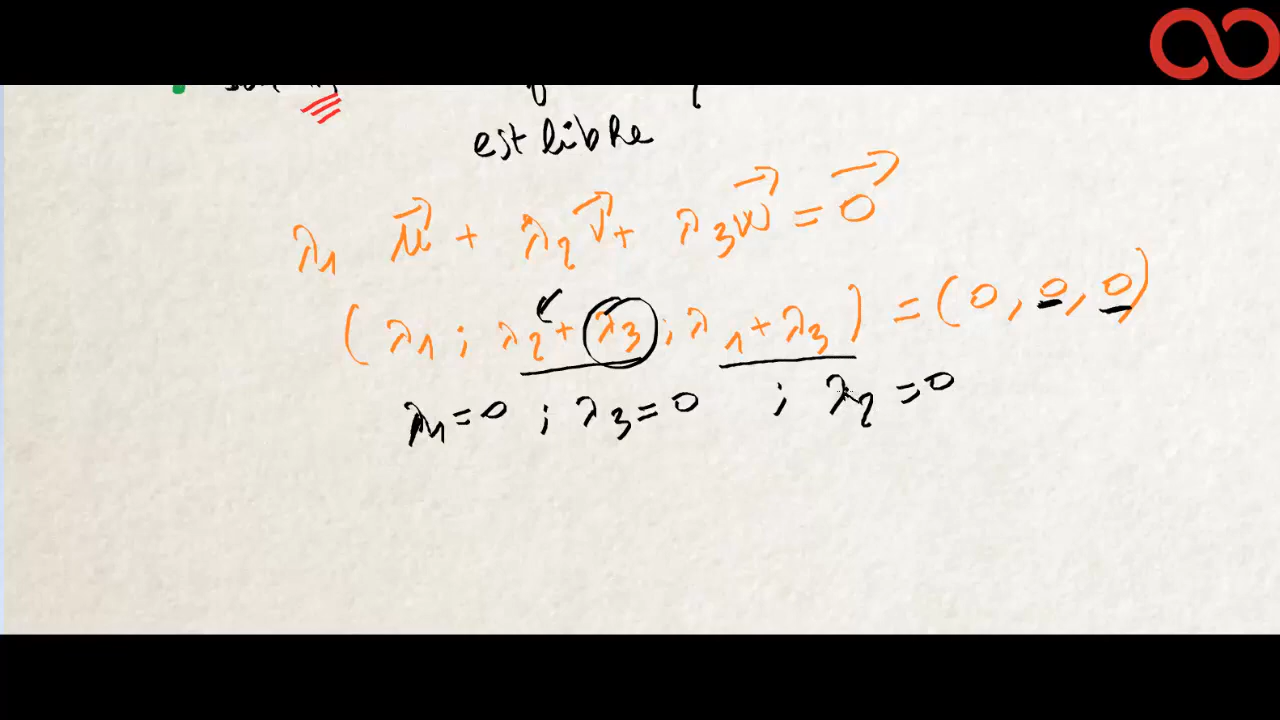 est libre
λ1 u⃗ + λ2 v⃗ + λ3 w⃗ = 0⃗
(λ1 ; λ2 + λ3 ; λ1 + λ3) = (0, 0, 0)
λ1 = 0 ; λ3 = 0 ; λ2 = 0